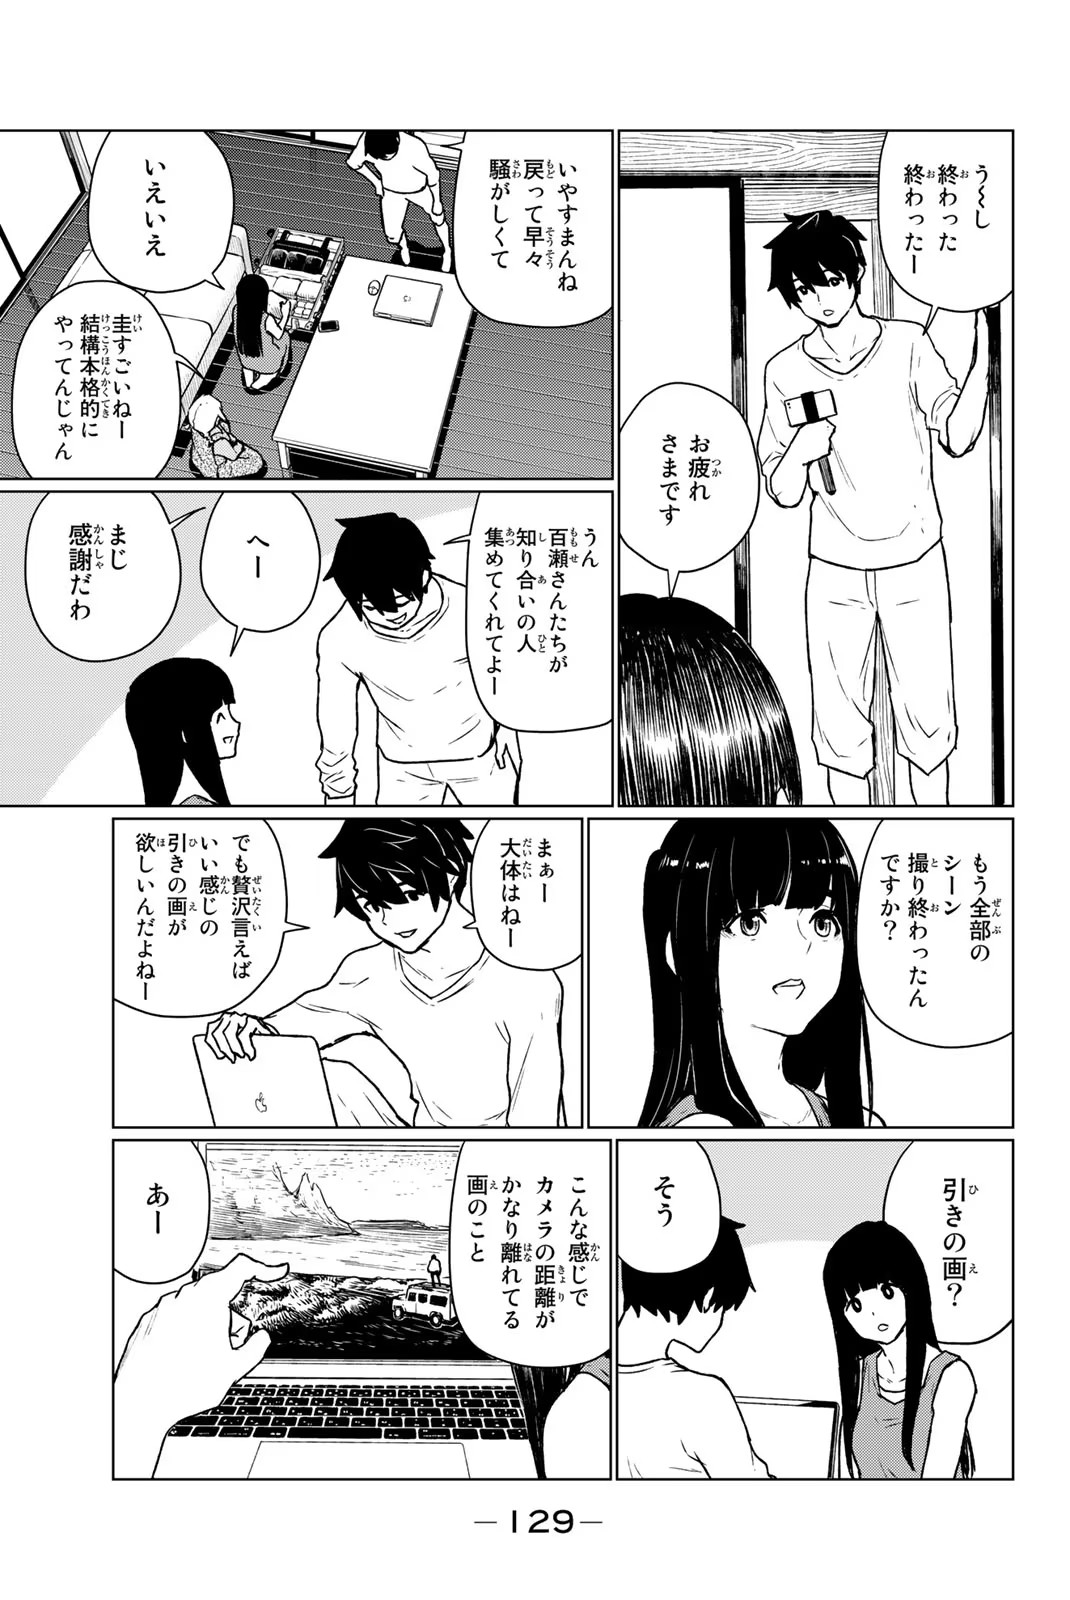 う〜し
終わった
終わったー
お疲れ
さまです
いやすまんね
戻って早々
騒がしくて
いえいえ
圭すごいねー
結構本格的に
やってんじゃん
うん
百瀬さんたちが
知り合いの人
集めてくれてよー
へー
まじ
感謝だわ
もう全部の
シーン
撮り終わったん
ですか?
まぁー
大体はねー
でも贅沢言えば
いい感じの
引きの画が
欲しいんだよねー
引きの画?
そう
こんな感じで
カメラの距離が
かなり離れてる
画のこと
あー
—129—